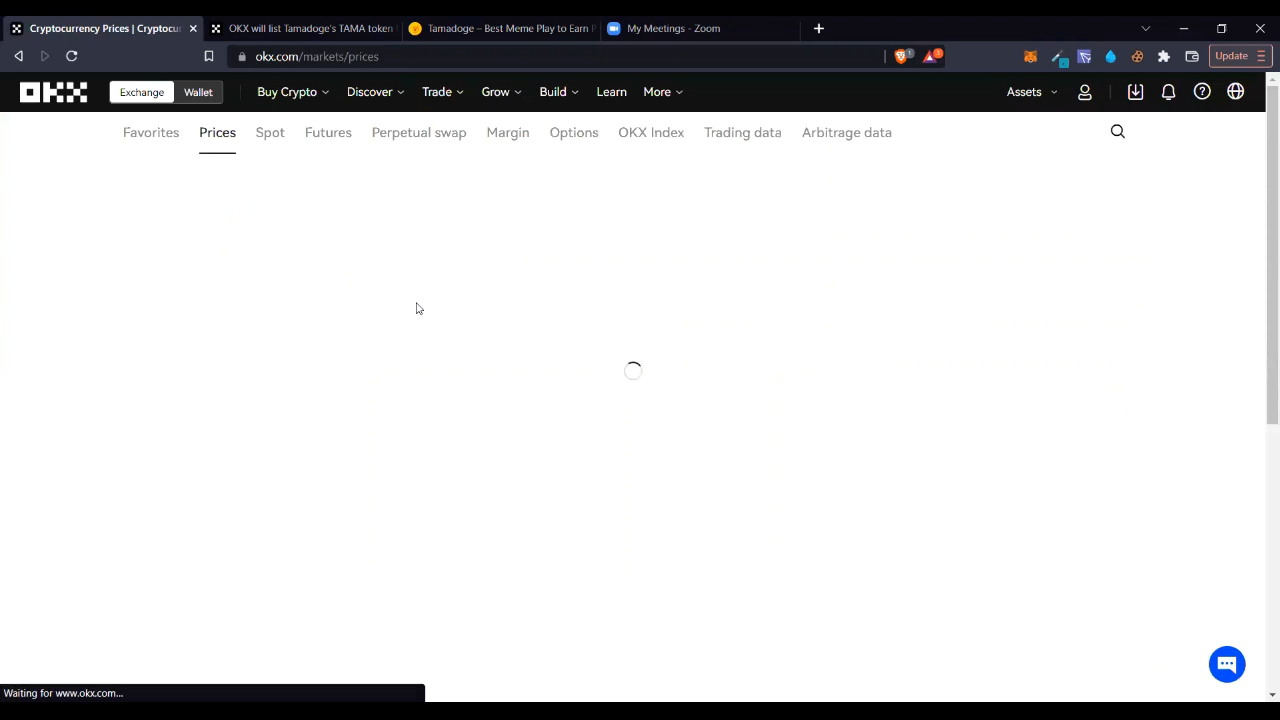 Cryptocurrency Prices | Cryptocu
OKX will list Tamadoge's TAMA token
Tamadoge – Best Meme Play to Earn P
My Meetings - Zoom
okx.com/markets/prices
1
Update
OKX
Exchange
Wallet
Buy Crypto
Discover
Trade
Grow
Build
Learn
More
Assets
Favorites
Prices
Spot
Futures
Perpetual swap
Margin
Options
OKX Index
Trading data
Arbitrage data
Waiting for www.okx.com...